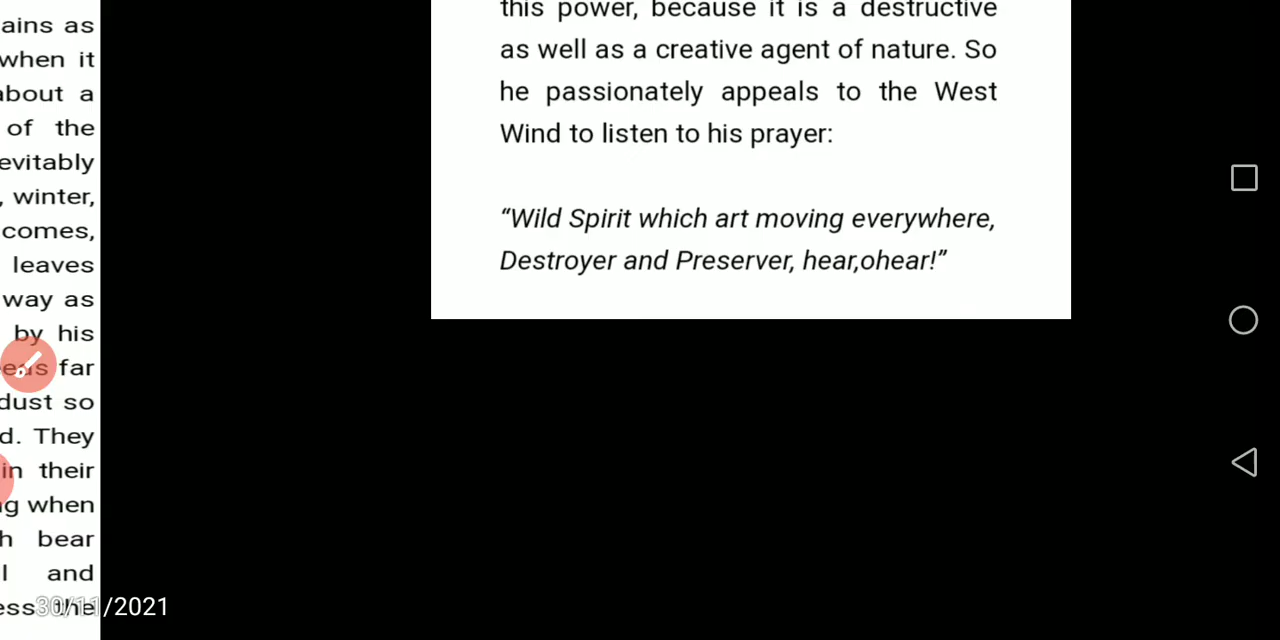 ains as
when it
about a
of the
evitably
, winter,
comes,
leaves
way as
by his
far
dust so
d. They
in their
g when
h bear
l and
ess the
this power, because it is a destructive
as well as a creative agent of nature. So
he passionately appeals to the West
Wind to listen to his prayer:
“Wild Spirit which art moving everywhere,
Destroyer and Preserver, hear,ohear!”
30/11/2021